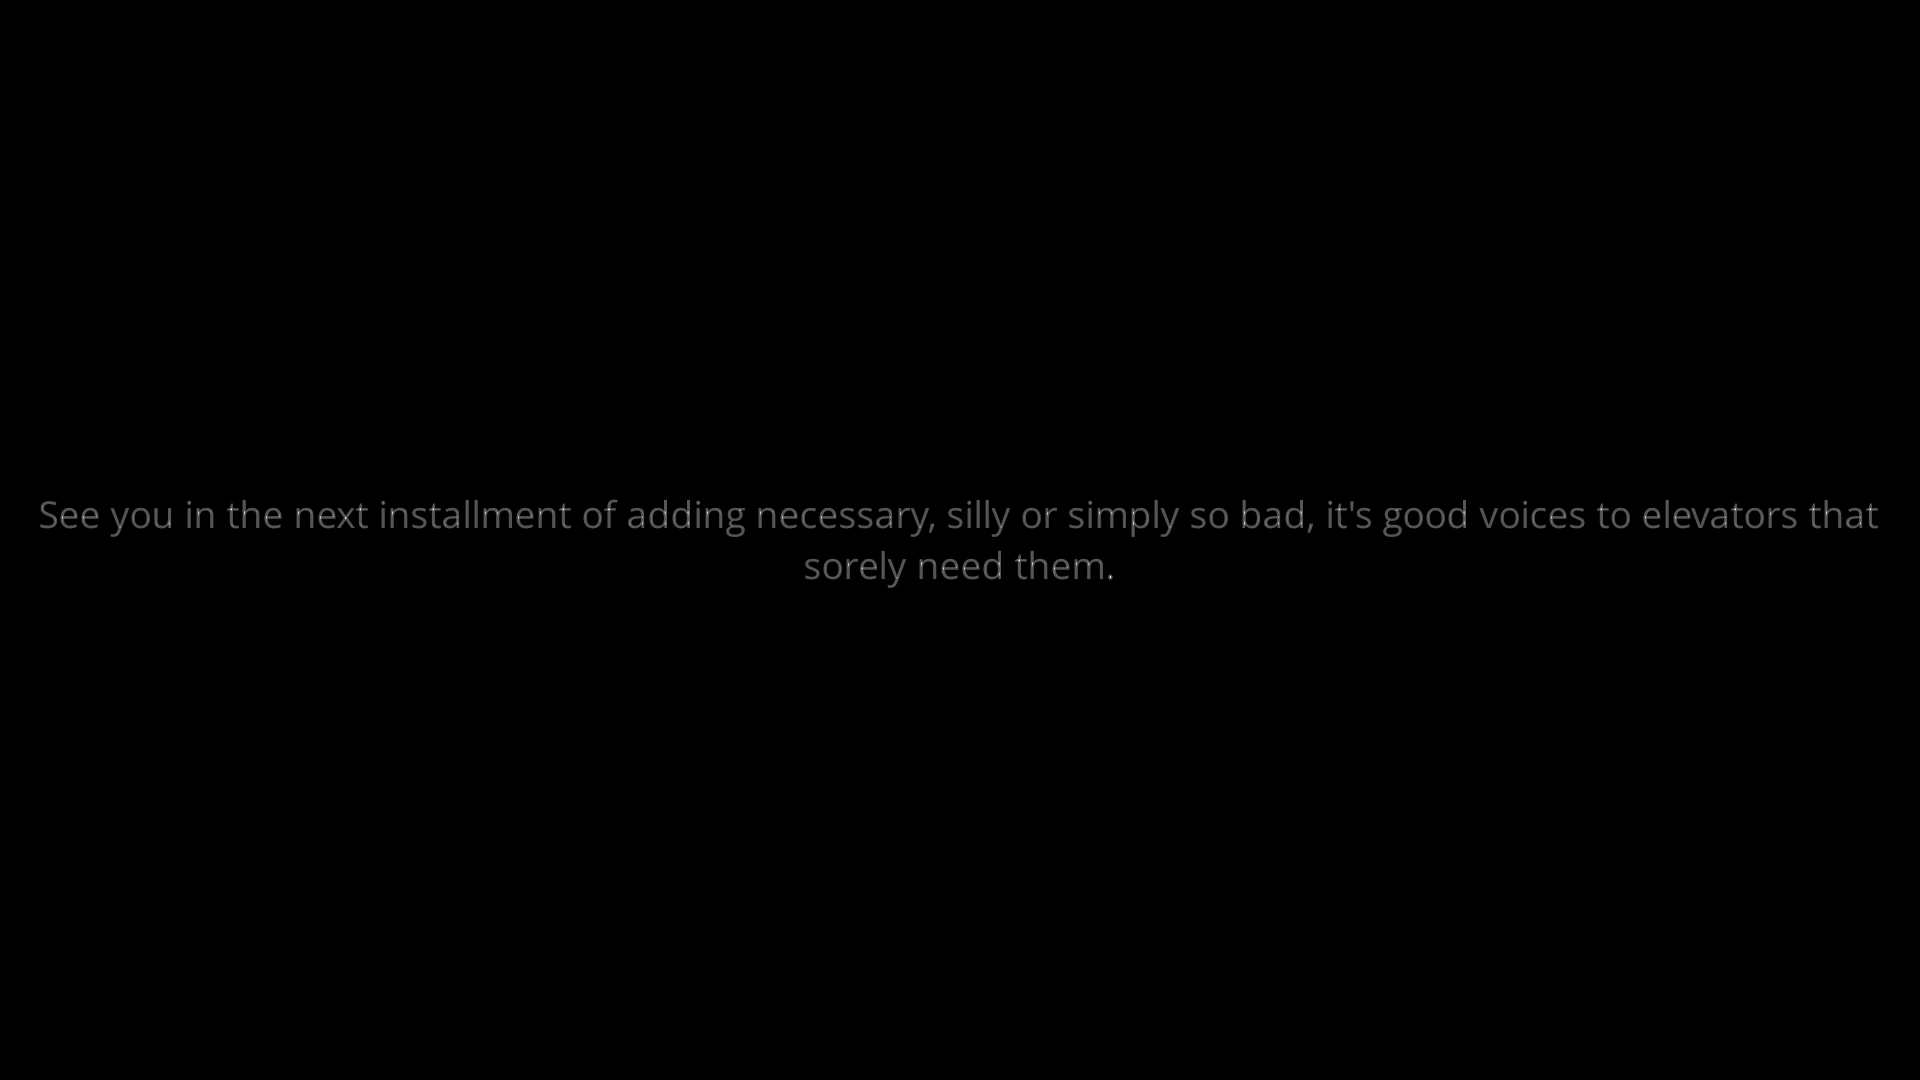 See you in the next installment of adding necessary, silly or simply so bad, it's good voices to elevators that
sorely need them.